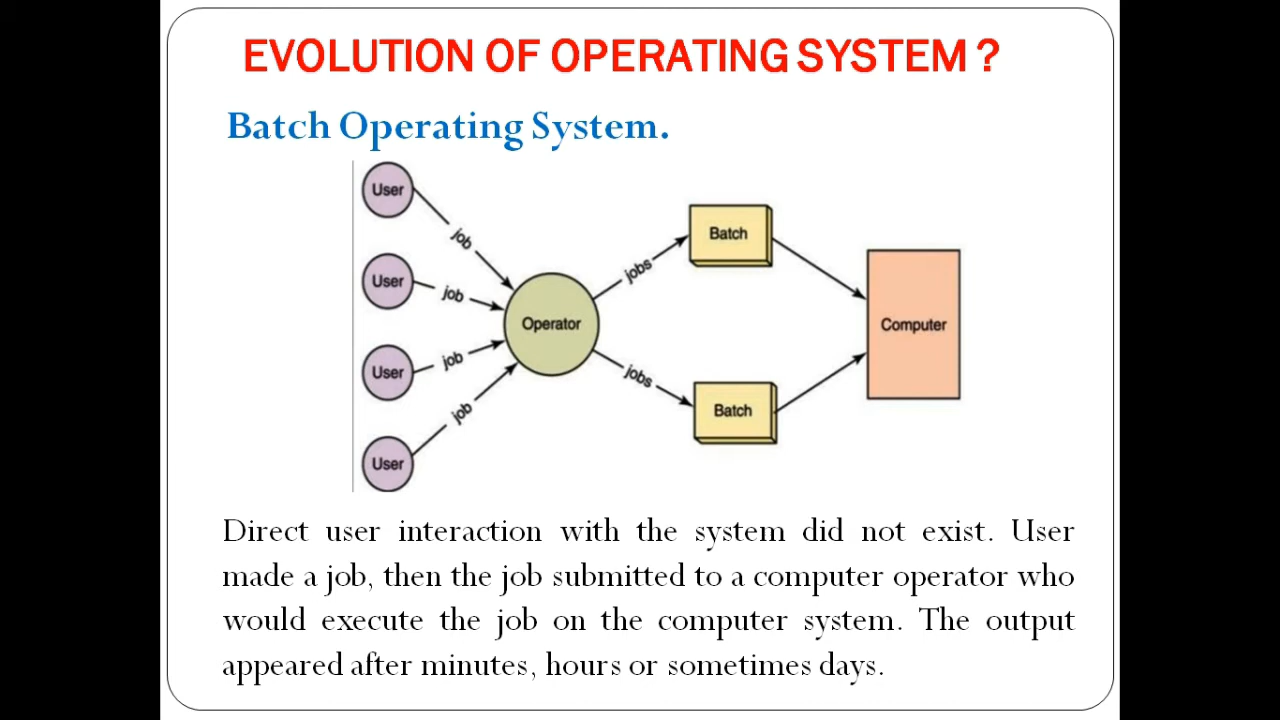 EVOLUTION OF OPERATING SYSTEM ?
Batch Operating System.
User
job
User
job
User
job
User
job
Operator
jobs
jobs
Batch
Batch
Computer
Direct user interaction with the system did not exist. User
made a job, then the job submitted to a computer operator who
would execute the job on the computer system. The output
appeared after minutes, hours or sometimes days.